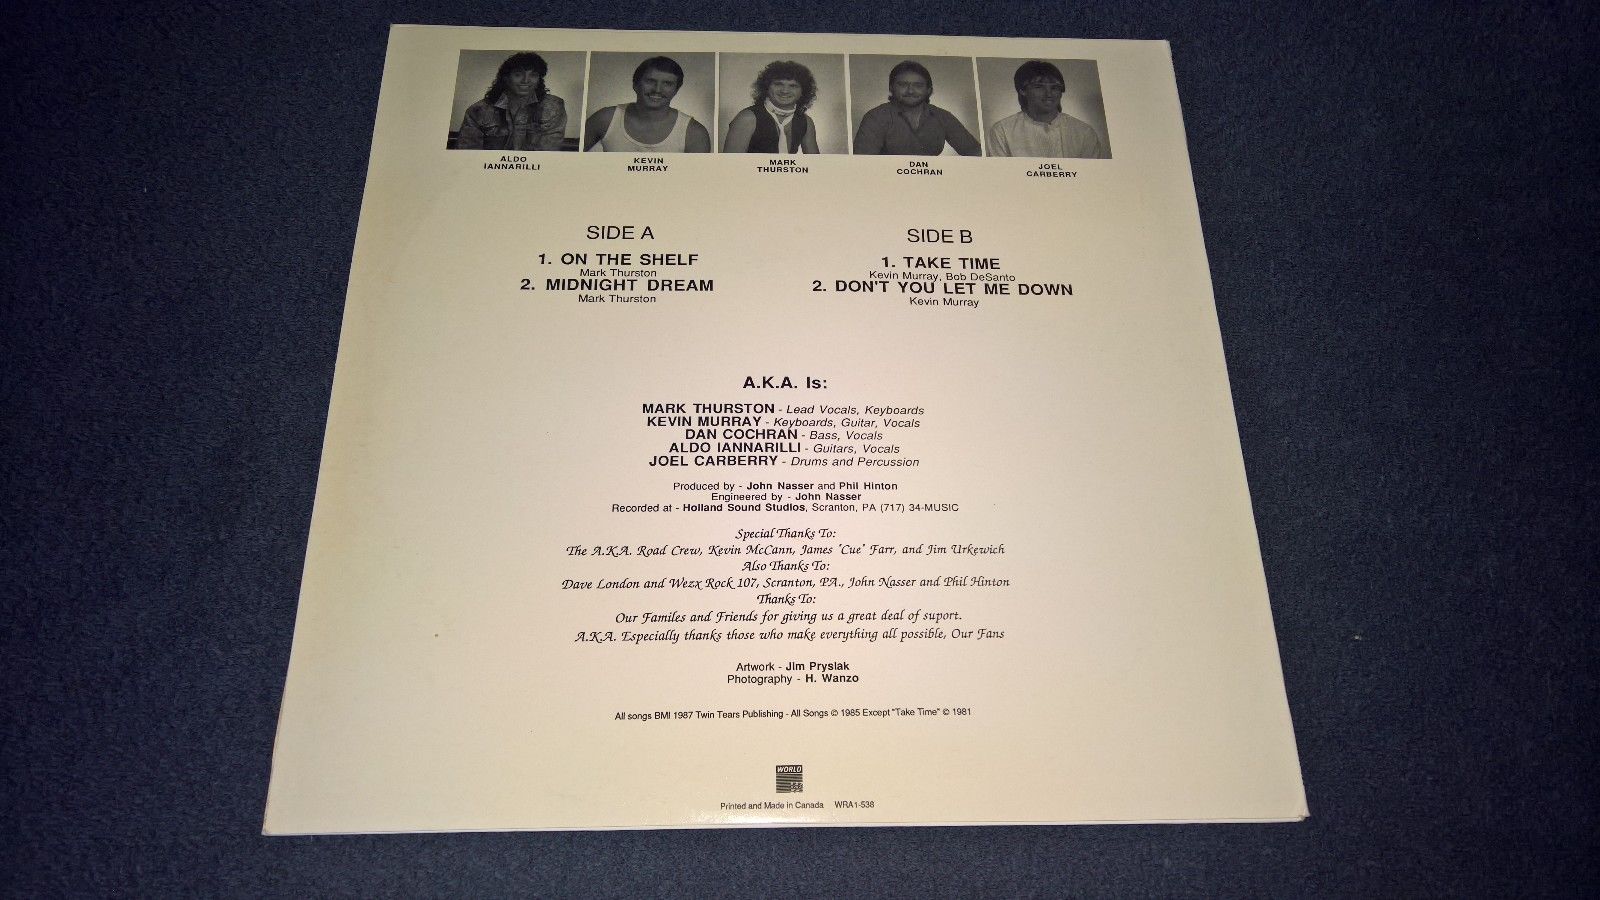 ALDO
IANNARILLI
KEVIN
MURRAY
MARK
THURSTON
DAN
COCHRAN
JOEL
CARBERRY
SIDE A
1. ON THE SHELF
Mark Thurston
2. MIDNIGHT DREAM
Mark Thurston
SIDE B
1. TAKE TIME
Kevin Murray, Bob DeSanto
2. DON'T YOU LET ME DOWN
Kevin Murray
A.K.A. Is:
MARK THURSTON - Lead Vocals, Keyboards
KEVIN MURRAY - Keyboards, Guitar, Vocals
DAN COCHRAN - Bass, Vocals
ALDO IANNARILLI - Guitars, Vocals
JOEL CARBERRY - Drums and Percussion
Produced by - John Nasser and Phil Hinton
Engineered by - John Nasser
Recorded at - Holland Sound Studios, Scranton, PA (717) 34-MUSIC
Special Thanks To:
The A.K.A. Road Crew, Kevin McCann, James "Cue" Farr, and Jim Urkewich
Also Thanks To:
Dave London and Wezx Rock 107, Scranton, PA., John Nasser and Phil Hinton
Thanks To:
Our Familes and Friends for giving us a great deal of suport.
A.K.A. Especially thanks those who make everything all possible, Our Fans
Artwork - Jim Prysiak
Photography - H. Wanzo
All songs BMI 1987 Twin Tears Publishing - All Songs © 1985 Except "Take Time" © 1981
WORLD
Printed and Made in Canada WRA1-538